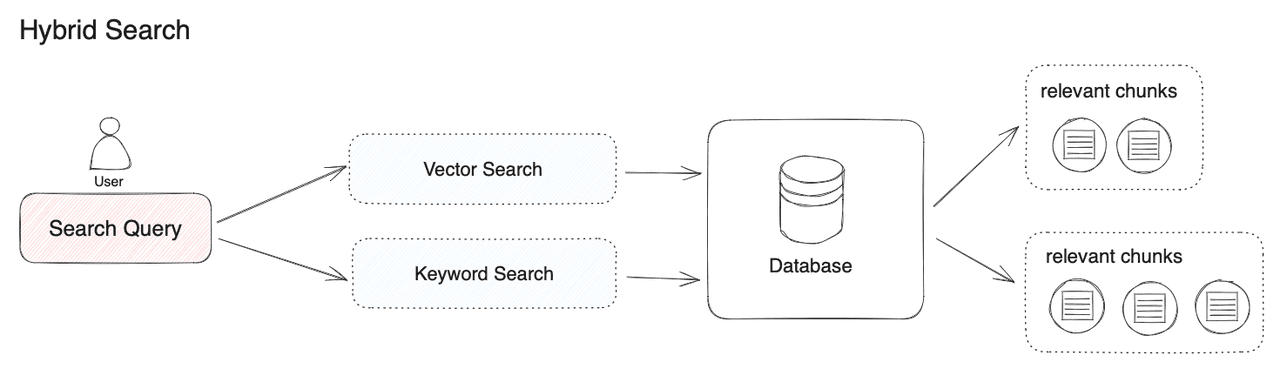 Hybrid Search
User
Search Query
Vector Search
Keyword Search
Database
relevant chunks
relevant chunks